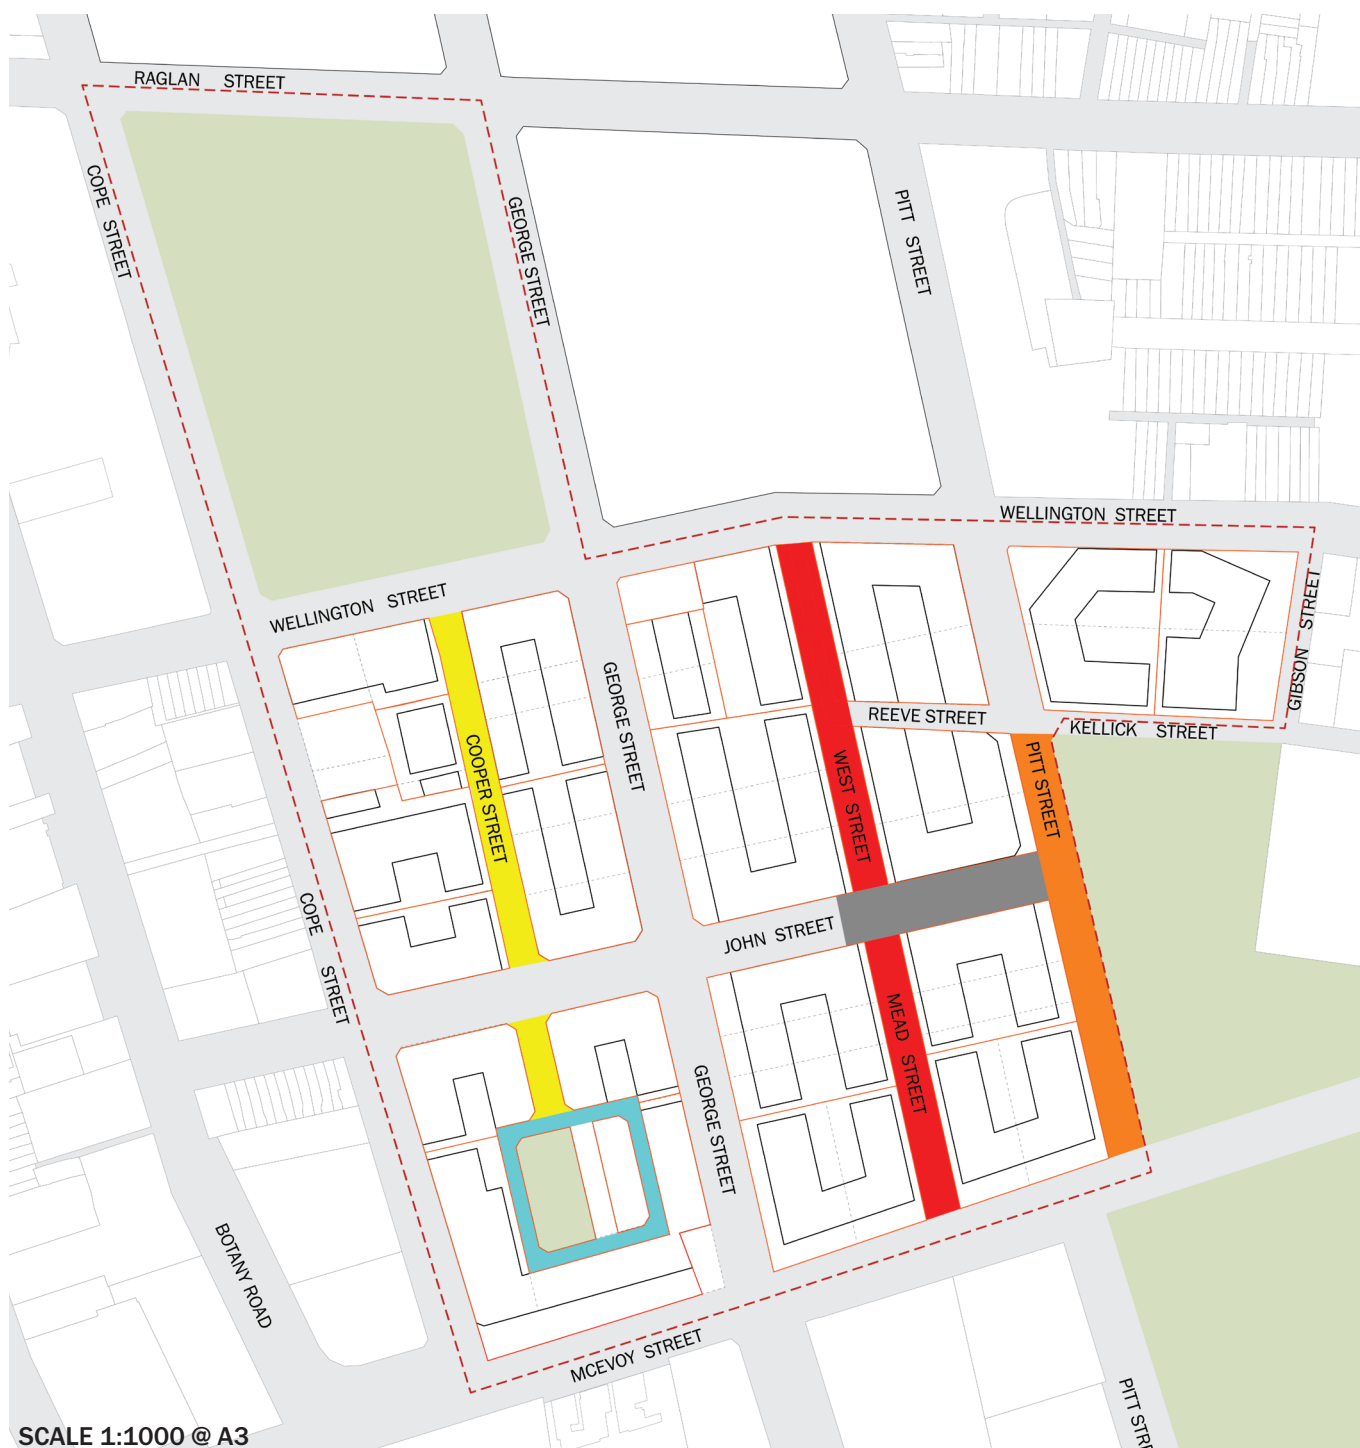 RAGLAN STREET
COPE STREET
GEORGE STREET
PITT STREET
WELLINGTON STREET
WELLINGTON STREET
GIBSON STREET
GEORGE STREET
REEVE STREET
KELLICK STREET
COOPER STREET
WEST STREET
PITT STREET
COPE STREET
JOHN STREET
MEAD STREET
GEORGE STREET
BOTANY ROAD
MCEVOY STREET
PITT STRE
SCALE 1:1000 @ A3